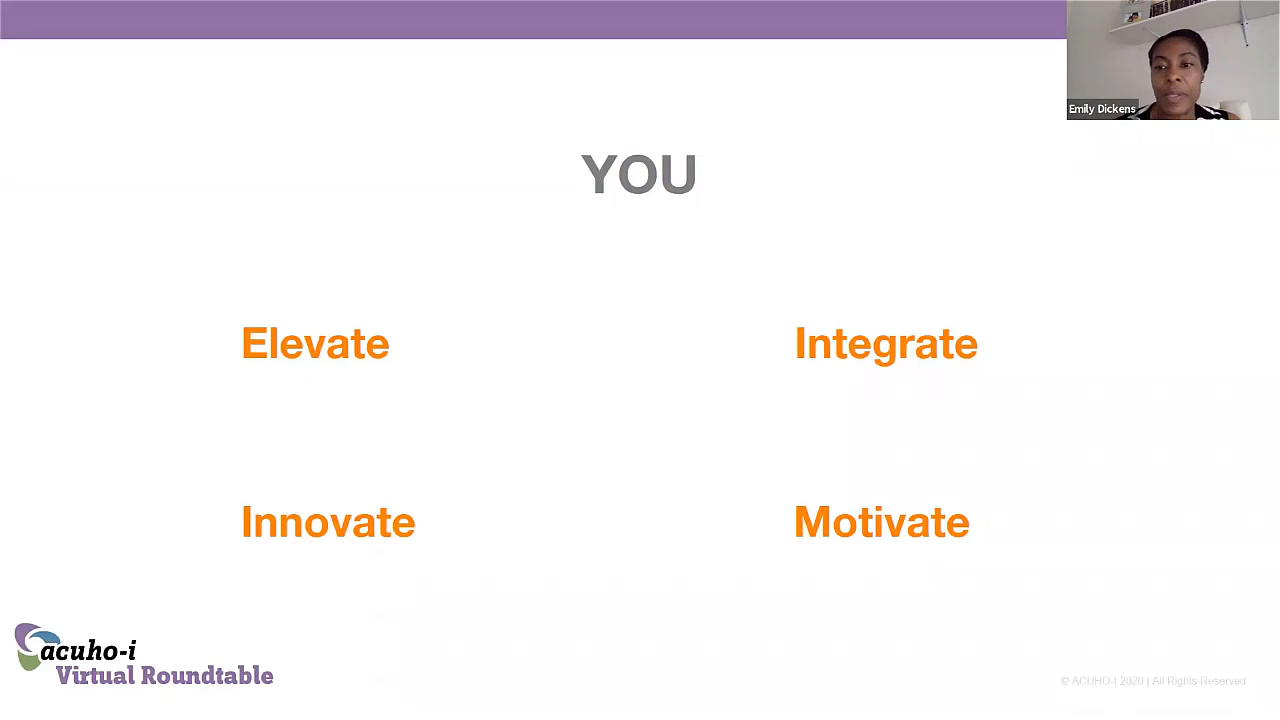 Emily Dickens
YOU
Elevate
Integrate
Innovate
Motivate
acuho-i
Virtual Roundtable
© ACUHO-I 2020 | All Rights Reserved